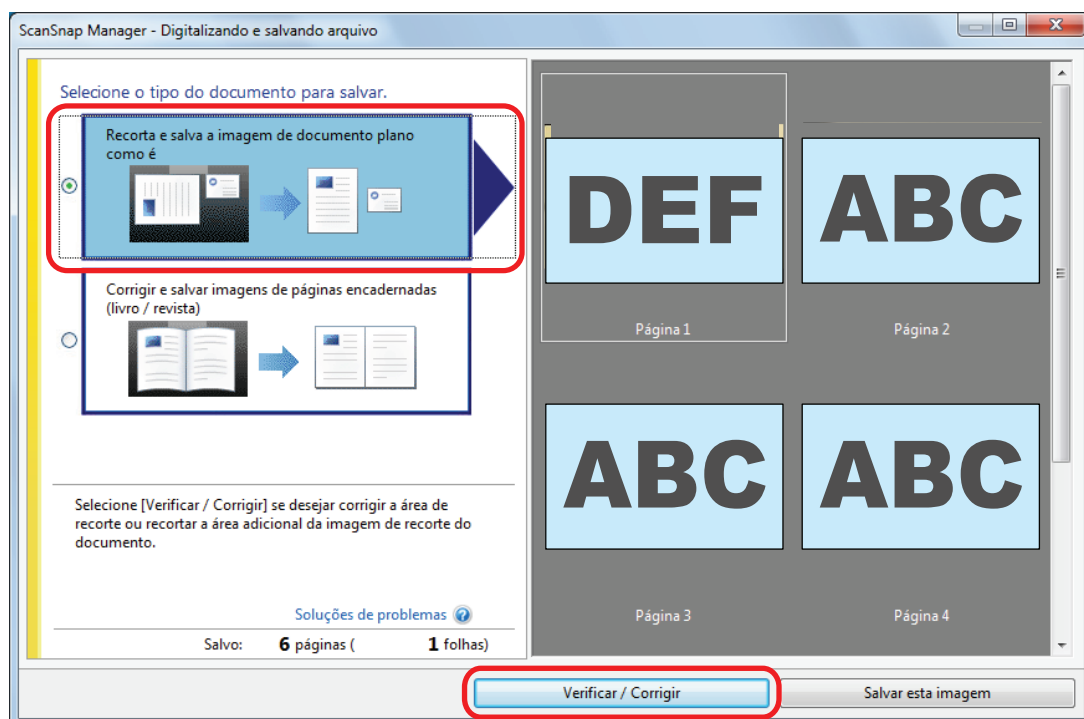 ScanSnap Manager - Digitalizando e salvando arquivo
Selecione o tipo do documento para salvar.
Recorta e salva a imagem de documento plano
como é
Corrigir e salvar imagens de páginas encadernadas
(livro / revista)
Selecione [Verificar / Corrigir] se desejar corrigir a área de
recorte ou recortar a área adicional da imagem de recorte do
documento.
Soluções de problemas
Salvo: 6 páginas ( 1 folhas)
DEF
ABC
Página 1
Página 2
ABC
ABC
Página 3
Página 4
Verificar / Corrigir
Salvar esta imagem